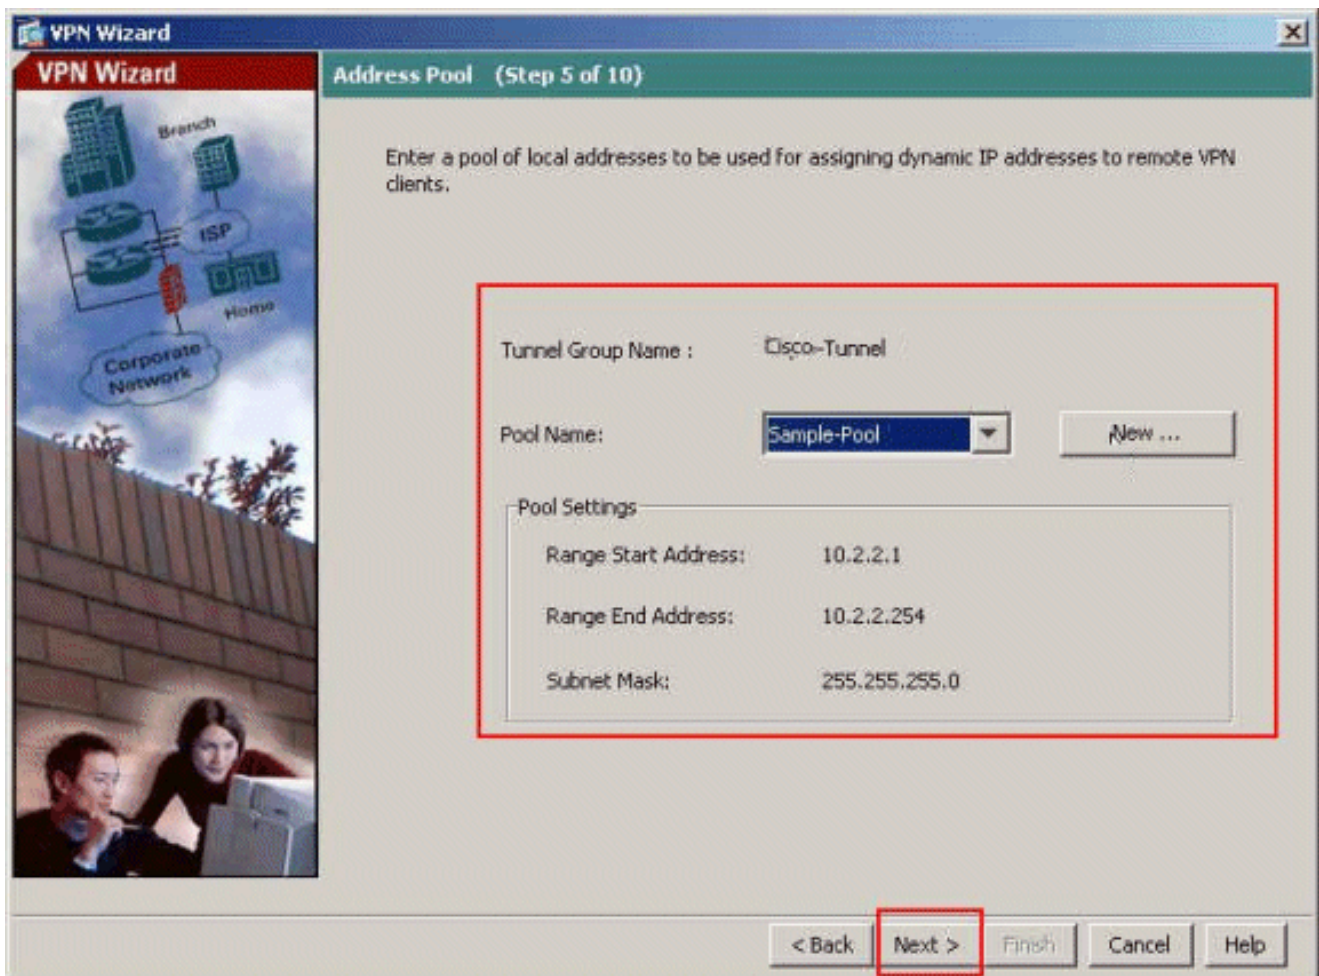 VPN Wizard
VPN Wizard
Address Pool (Step 5 of 10)
Branch
ISP
Home
Corporate
Network
Enter a pool of local addresses to be used for assigning dynamic IP addresses to remote VPN
clients.
Tunnel Group Name : Cisco-Tunnel
Pool Name: Sample-Pool New ...
Pool Settings
Range Start Address: 10.2.2.1
Range End Address: 10.2.2.254
Subnet Mask: 255.255.255.0
< Back Next > Finish Cancel Help